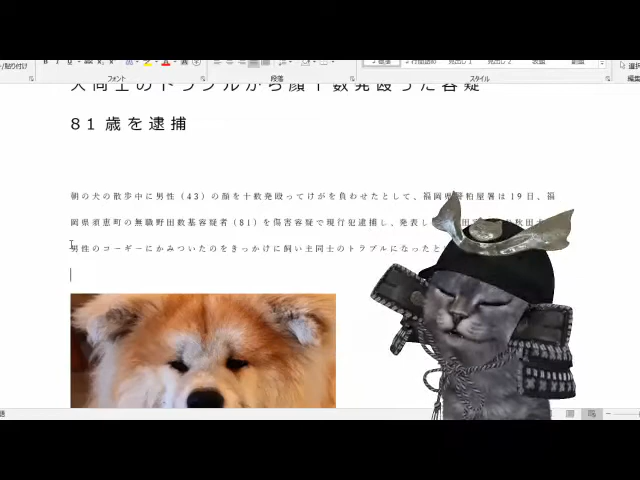 貼り付け
フォント
段落
スタイル
編集
犬同士のトラブルから顔十数発殴った容疑
81歳を逮捕
朝の犬の散歩中に男性（43）の顔を十数発殴ってけがを負わせたとして、福岡県警粕屋署は19日、福
岡県須恵町の無職野田数基容疑者（81）を傷害容疑で現行犯逮捕し、発表し
男性のコーギーにかみついたのをきっかけに飼い主同士のトラブルになったと